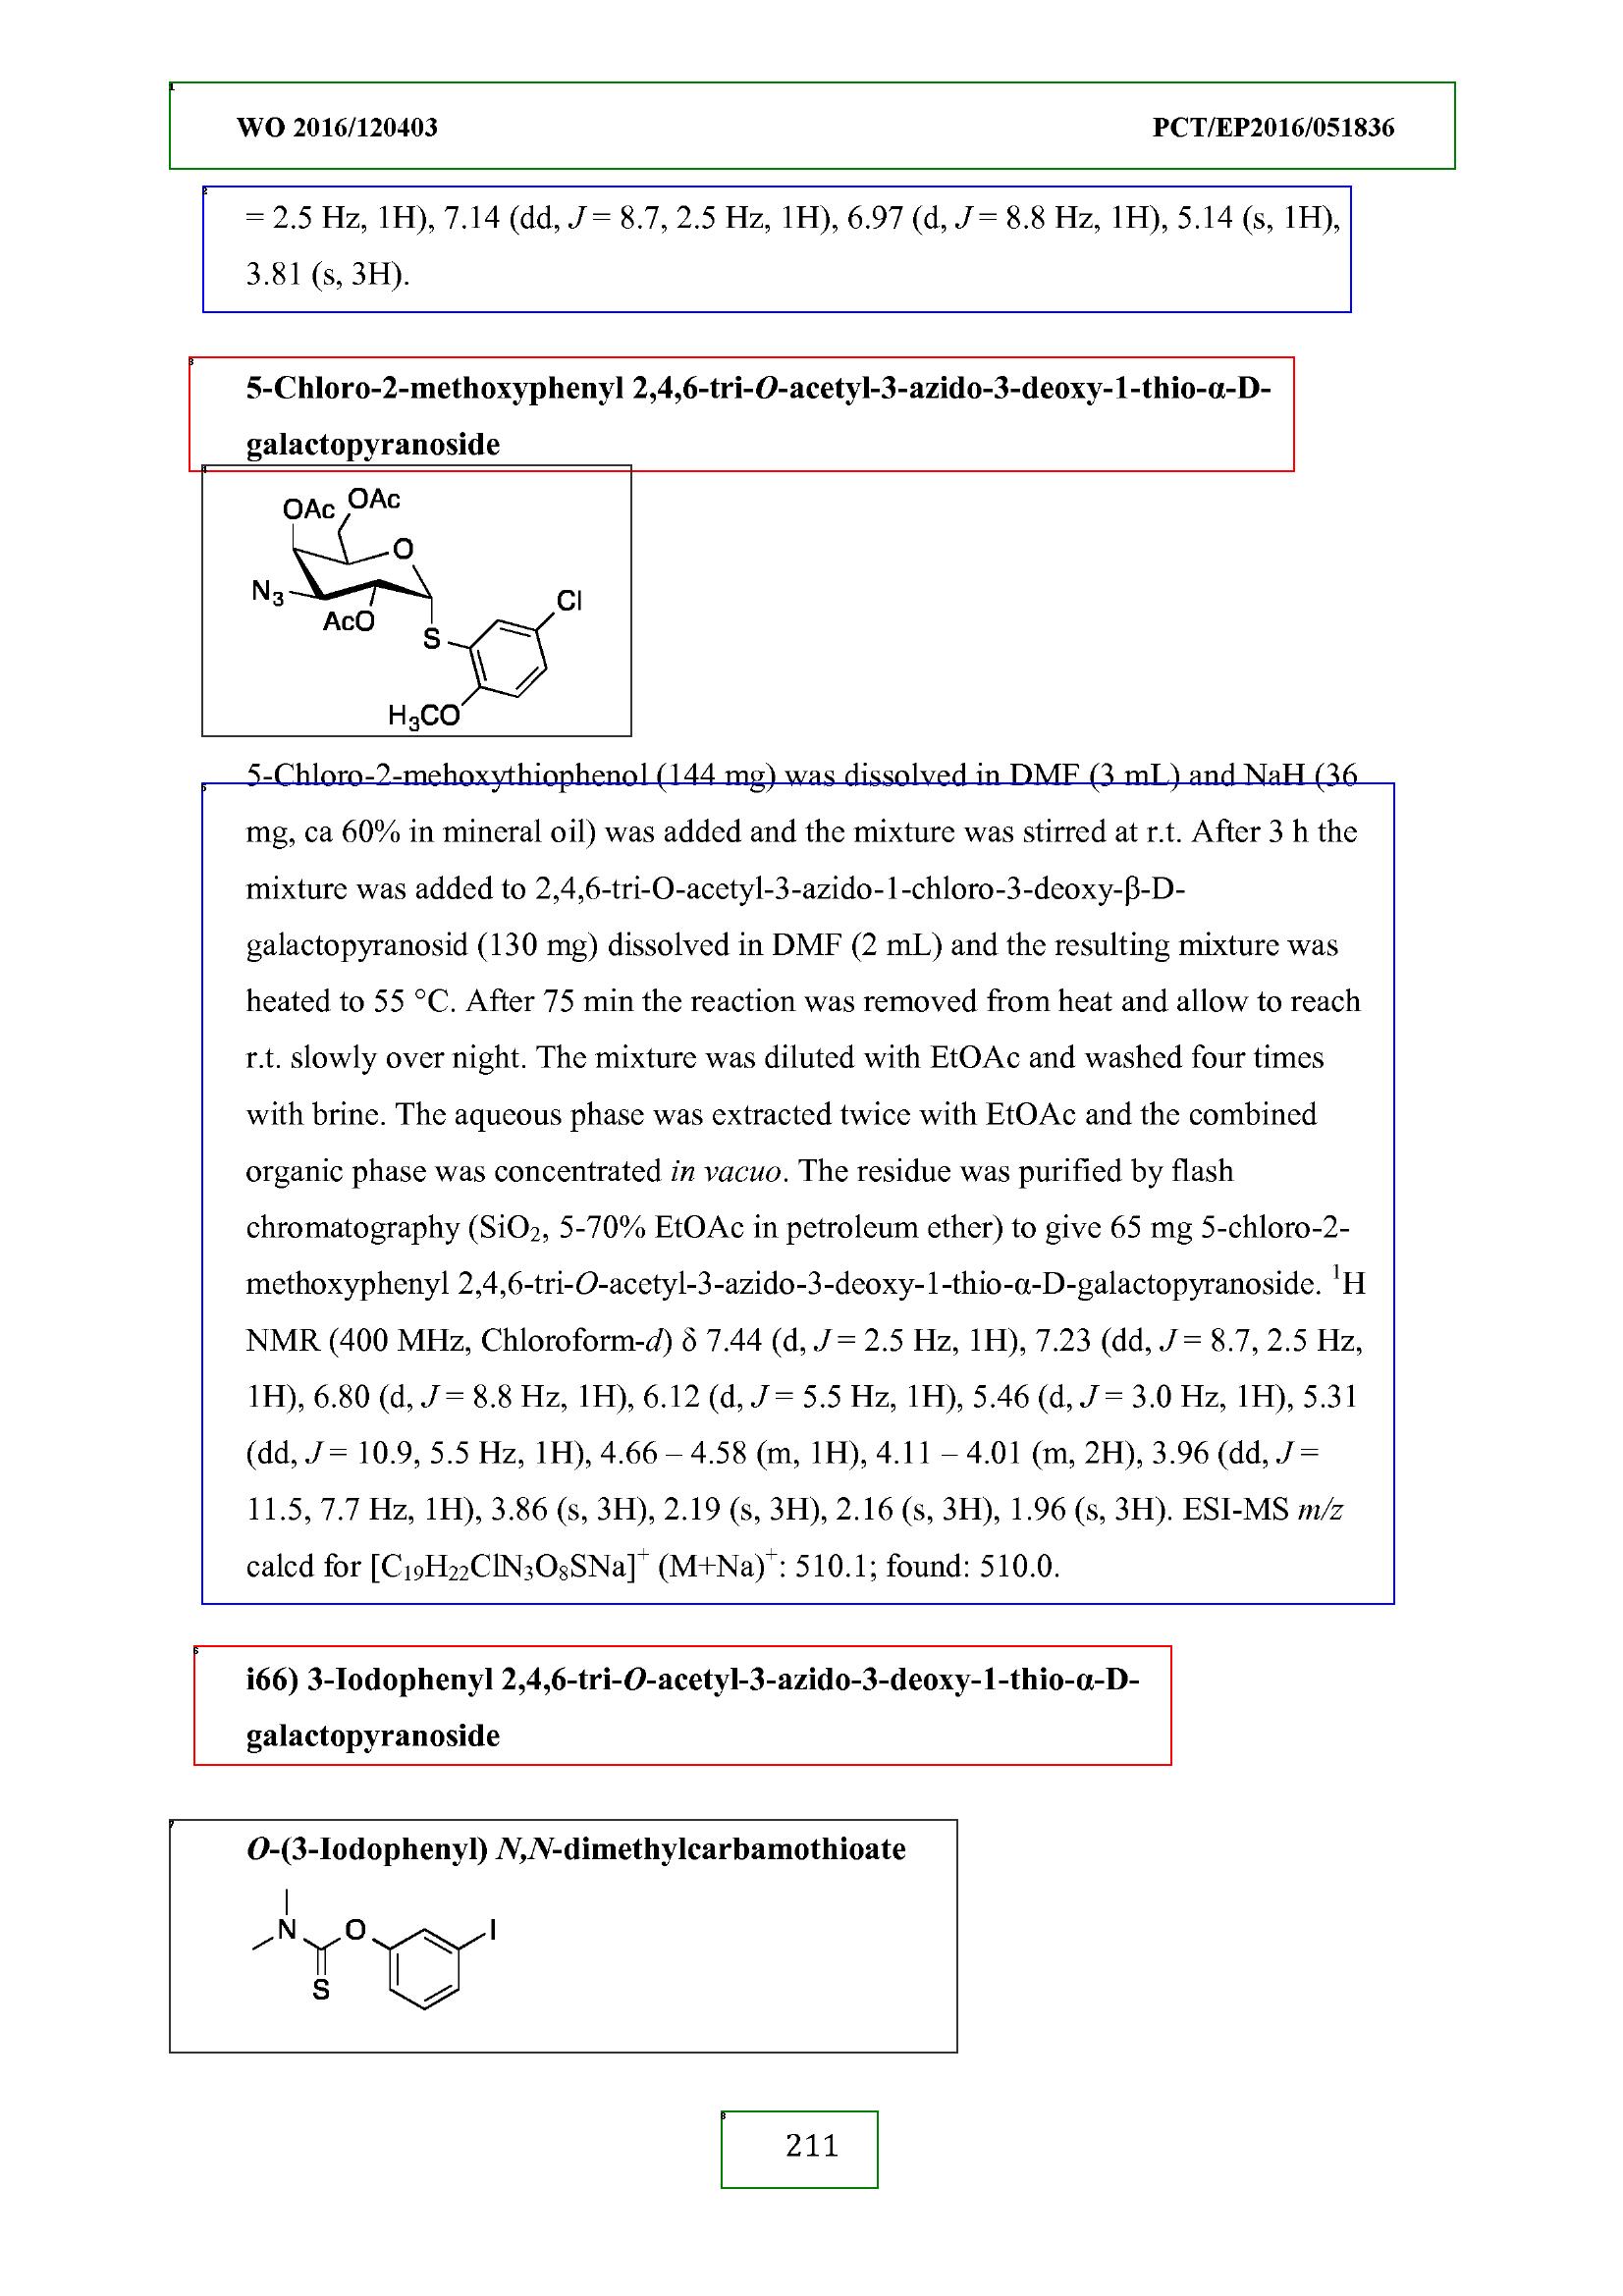 WO 2016/120403 PCT/EP2016/051836
= 2.5 Hz, 1H), 7.14 (dd, J = 8.7, 2.5 Hz, 1H), 6.97 (d, J = 8.8 Hz, 1H), 5.14 (s, 1H),
3.81 (s, 3H).
5-Chloro-2-methoxyphenyl 2,4,6-tri-O-acetyl-3-azido-3-deoxy-1-thio-α-D-
galactopyranoside
OAc OAc
O
N3
AcO
Cl
S
H3CO
5-Chloro-2-mehoxythiophenol (144 mg) was dissolved in DMF (3 mL) and NaH (36
mg, ca 60% in mineral oil) was added and the mixture was stirred at r.t. After 3 h the
mixture was added to 2,4,6-tri-O-acetyl-3-azido-1-chloro-3-deoxy-β-D-
galactopyranosid (130 mg) dissolved in DMF (2 mL) and the resulting mixture was
heated to 55 °C. After 75 min the reaction was removed from heat and allow to reach
r.t. slowly over night. The mixture was diluted with EtOAc and washed four times
with brine. The aqueous phase was extracted twice with EtOAc and the combined
organic phase was concentrated in vacuo. The residue was purified by flash
chromatography (SiO₂, 5-70% EtOAc in petroleum ether) to give 65 mg 5-chloro-2-
methoxyphenyl 2,4,6-tri-O-acetyl-3-azido-3-deoxy-1-thio-α-D-galactopyranoside. ¹H
NMR (400 MHz, Chloroform-d) δ 7.44 (d, J = 2.5 Hz, 1H), 7.23 (dd, J = 8.7, 2.5 Hz,
1H), 6.80 (d, J = 8.8 Hz, 1H), 6.12 (d, J = 5.5 Hz, 1H), 5.46 (d, J = 3.0 Hz, 1H), 5.31
(dd, J = 10.9, 5.5 Hz, 1H), 4.66 – 4.58 (m, 1H), 4.11 – 4.01 (m, 2H), 3.96 (dd, J =
11.5, 7.7 Hz, 1H), 3.86 (s, 3H), 2.19 (s, 3H), 2.16 (s, 3H), 1.96 (s, 3H). ESI-MS m/z
calcd for [C₁₉H₂₂ClN₃O₈SNa]⁺ (M+Na)⁺: 510.1; found: 510.0.
i66) 3-Iodophenyl 2,4,6-tri-O-acetyl-3-azido-3-deoxy-1-thio-α-D-
galactopyranoside
O-(3-Iodophenyl) N,N-dimethylcarbamothioate
N O I
S
211